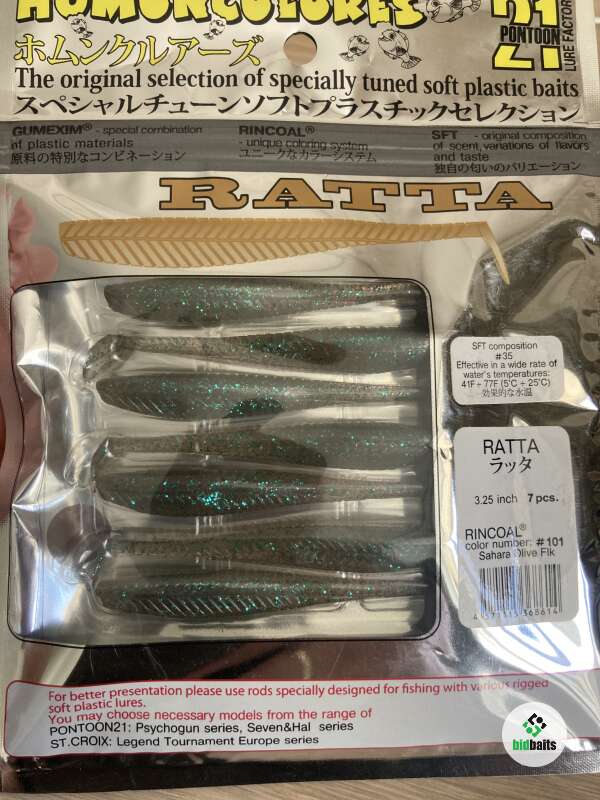 HOMUNCULURES
21
PONTOON
LURE FACTORY
ホムンクルアーズ
The original selection of specially tuned soft plastic baits
スペシャルチューンソフトプラスチックセレクション
GUMEXIM® - special combination
of plastic materials
原料の特別なコンビネーション
RINCOAL®
- unique coloring system
ユニークなカラーシステム
SFT - original composition
of scent, variations of flavors
and taste
独自の匂いのバリエーション
RATTA
SFT composition
#35
Effective in a wide rate of
water's temperatures:
41F ÷ 77F (5°C ÷ 25°C)
効果的な水温
RATTA
ラッタ
3.25 inch 7 pcs.
RINCOAL®
color number: #101
Sahara Olive Flk
For better presentation please use rods specially designed for fishing with various rigged
soft plastic lures.
You may choose necessary models from the range of
PONTOON21: Psychogun series, Seven&Hal series
ST.CROIX: Legend Tournament Europe series
bidbaits